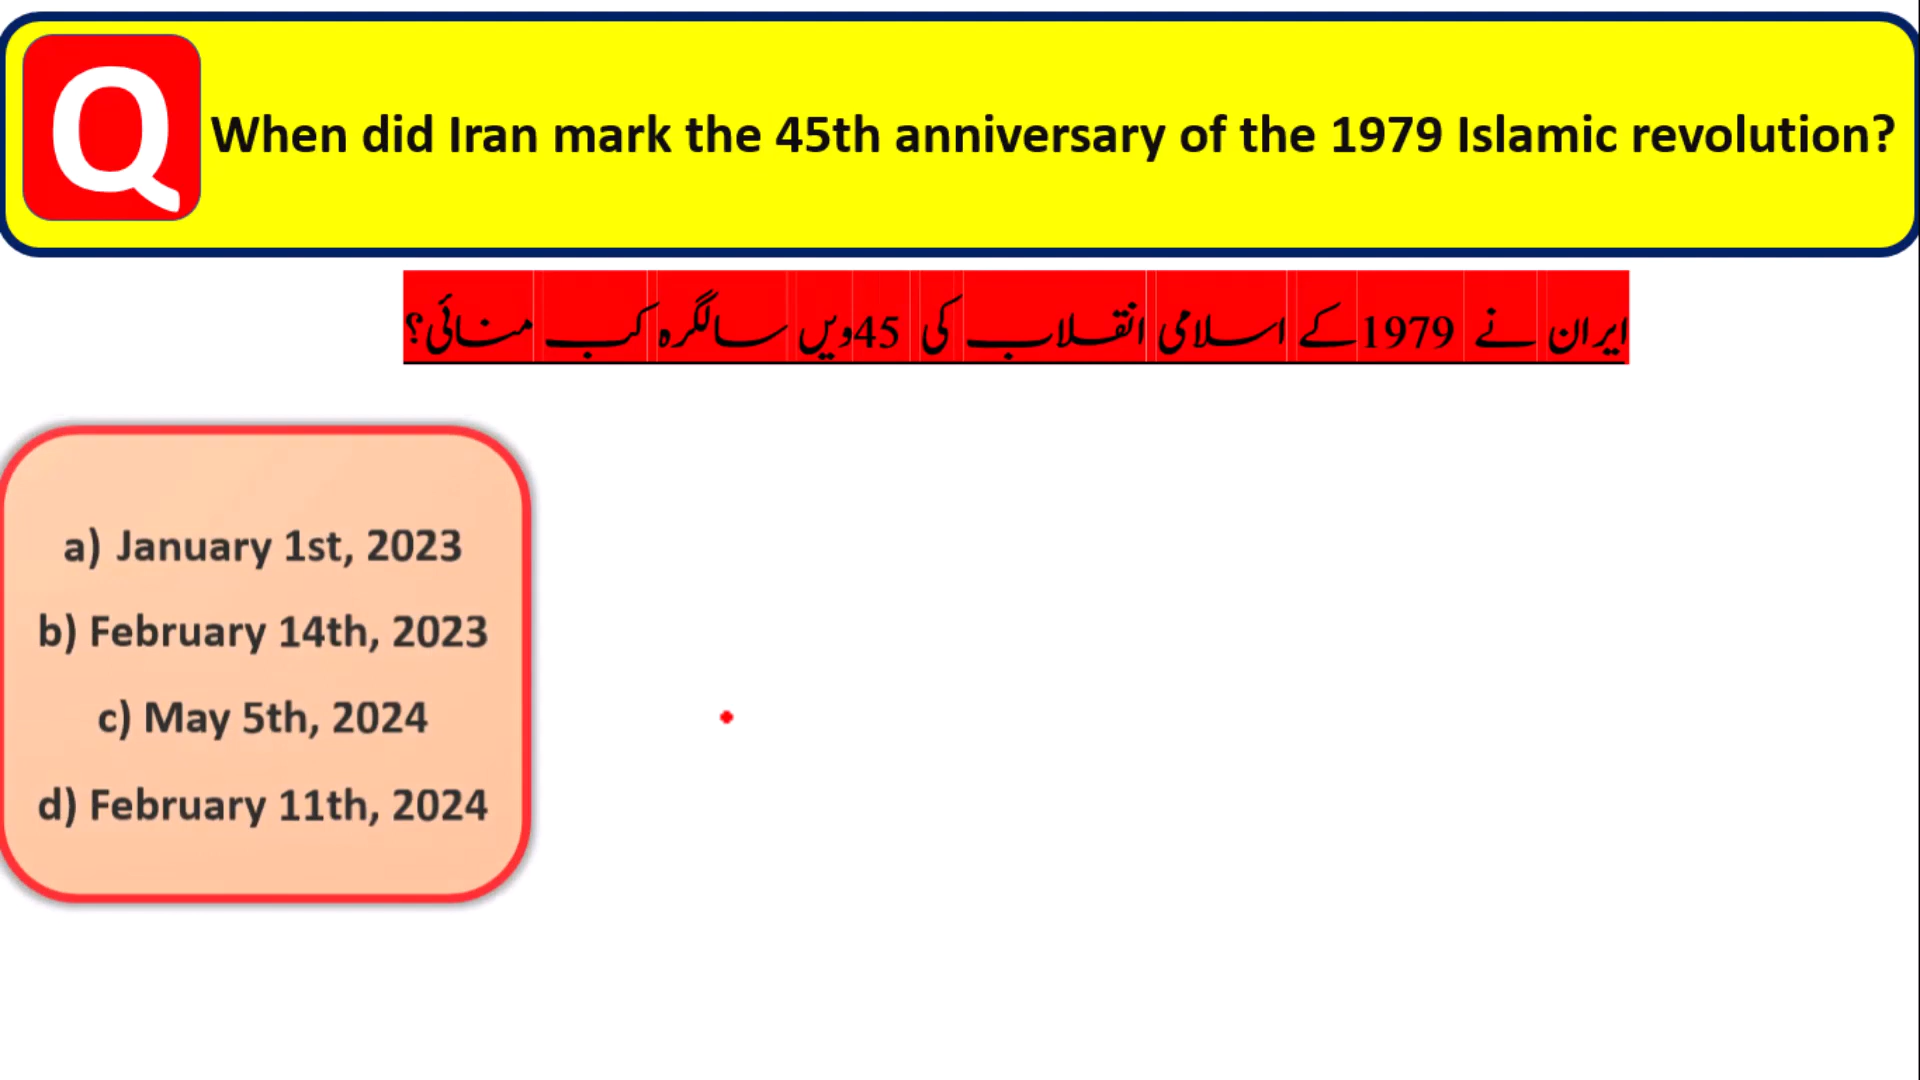 Q When did Iran mark the 45th anniversary of the 1979 Islamic revolution?
ایران نے 1979 کے اسلامی انقلاب کی 45ویں سالگرہ کب منائی؟
a) January 1st, 2023
b) February 14th, 2023
c) May 5th, 2024
d) February 11th, 2024